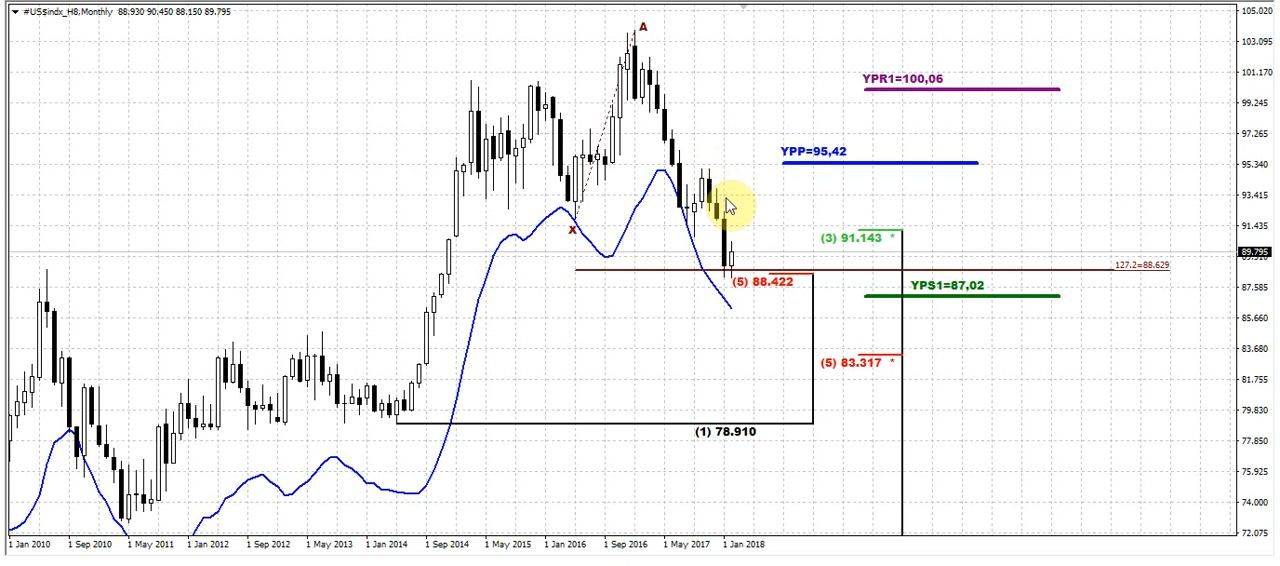 #US$indx_H8,Monthly 88.930 90.450 88.150 89.795
A
X
YPR1=100,06
YPP=95,42
(3) 91.143 *
127.2=88.629
(5) 88.422
YPS1=87,02
(5) 83.317 *
(1) 78.910
105.020
103.095
101.170
99.245
97.265
95.340
93.415
91.435
89.795
87.585
85.660
83.680
81.755
79.830
77.850
75.925
74.000
72.075
1 Jan 2010 1 Sep 2010 1 May 2011 1 Jan 2012 1 Sep 2012 1 May 2013 1 Jan 2014 1 Sep 2014 1 May 2015 1 Jan 2016 1 Sep 2016 1 May 2017 1 Jan 2018